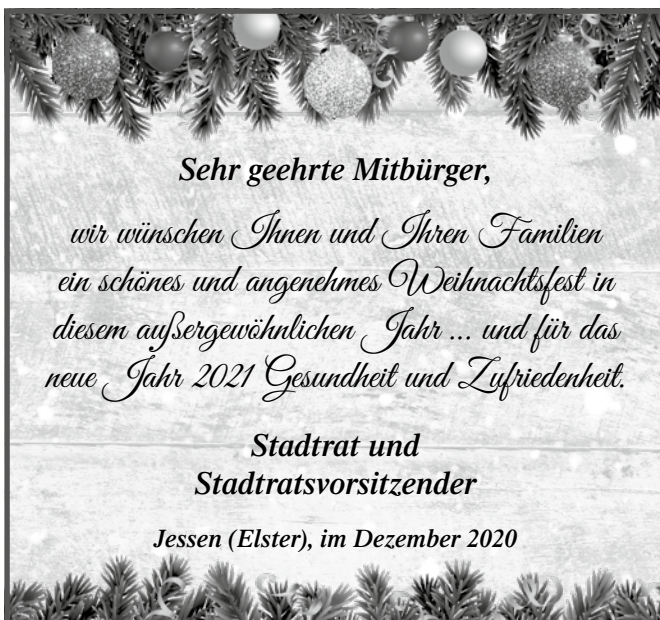 Sehr geehrte Mitbürger,
wir wünschen Ihnen und Ihren Familien
ein schönes und angenehmes Weihnachtsfest in
diesem außergewöhnlichen Jahr ... und für das
neue Jahr 2021 Gesundheit und Zufriedenheit.
Stadtrat und
Stadtratsvorsitzender
Jessen (Elster), im Dezember 2020